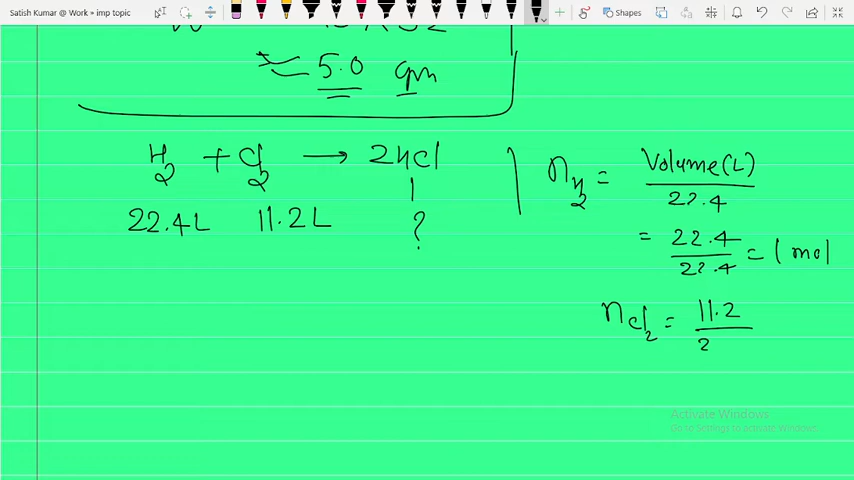 Satish Kumar @ Work » imp topic
Shapes
5.0 gm
H2 + Cl2 → 2HCl
22.4L 11.2L ?
nH2 = Volume(L) / 22.4
= 22.4 / 22.4 = 1 mol
nCl2 = 11.2 / 2
Activate Windows
Go to Settings to activate Windows.